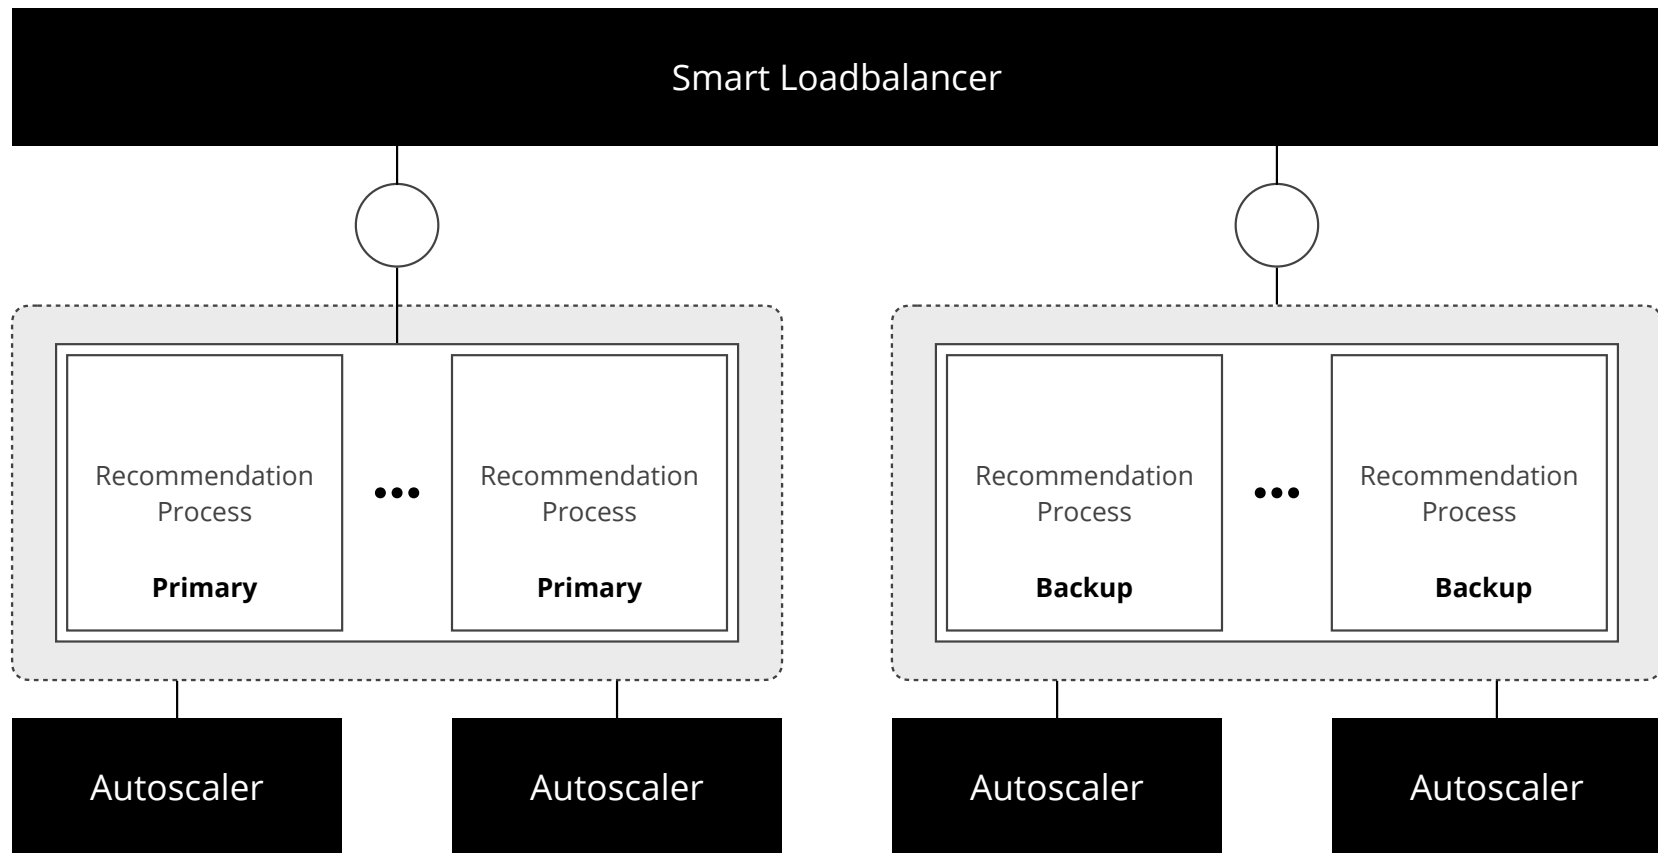 Smart Loadbalancer
Recommendation
Process
Primary
•••
Recommendation
Process
Primary
Recommendation
Process
Backup
•••
Recommendation
Process
Backup
Autoscaler
Autoscaler
Autoscaler
Autoscaler